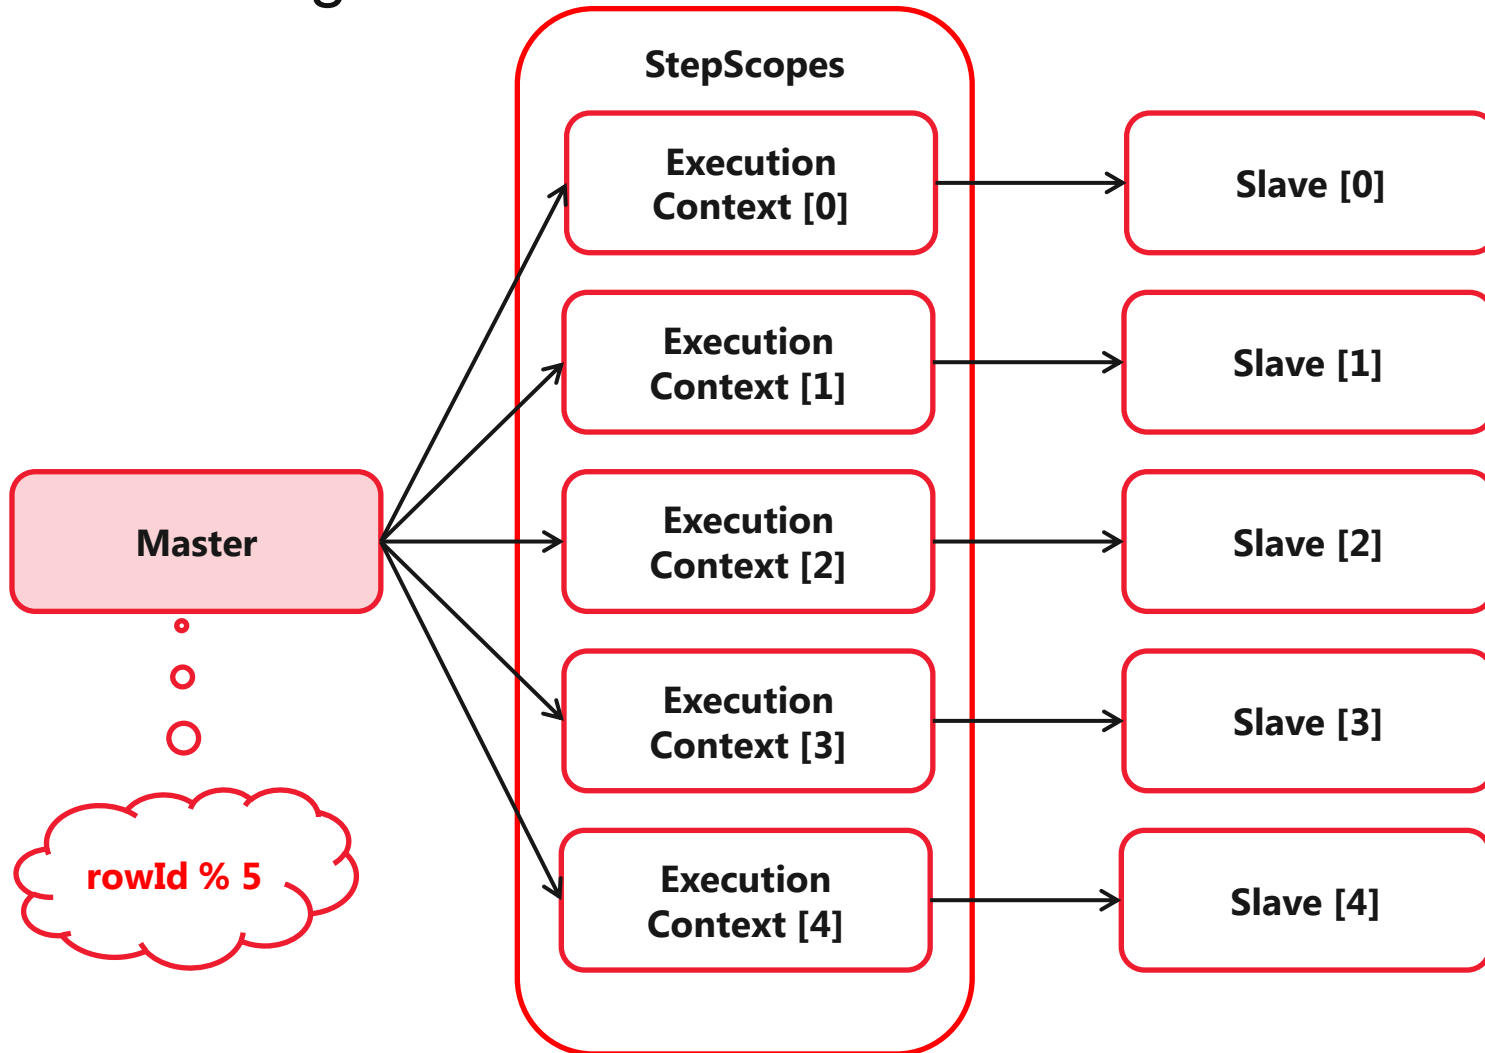 StepScopes
Execution
Context [0]
Slave [0]
Execution
Context [1]
Slave [1]
Master
Execution
Context [2]
Slave [2]
Execution
Context [3]
Slave [3]
rowId % 5
Execution
Context [4]
Slave [4]